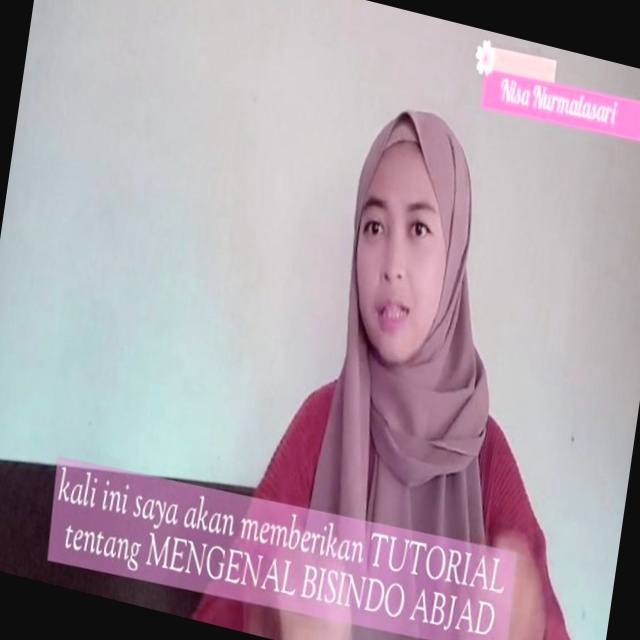 Nisa Nurmalasari
kali ini saya akan memberikan TUTORIAL
tentang MENGENAL BISINDO ABJAD